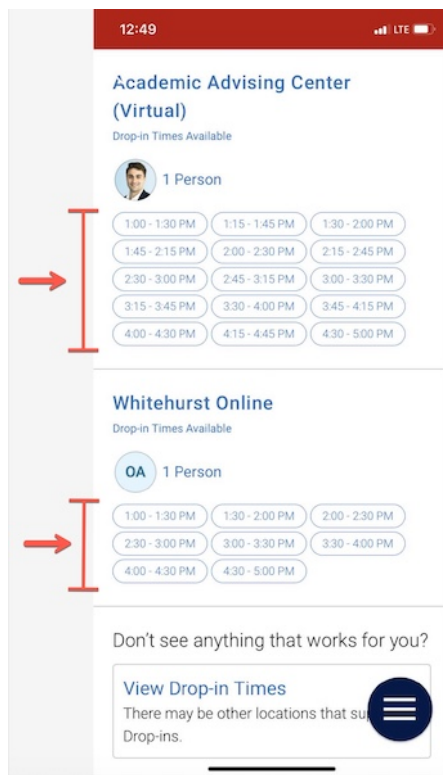 12:49 LTE
Academic Advising Center
(Virtual)
Drop-in Times Available
1 Person
1:00 - 1:30 PM 1:15 - 1:45 PM 1:30 - 2:00 PM
1:45 - 2:15 PM 2:00 - 2:30 PM 2:15 - 2:45 PM
2:30 - 3:00 PM 2:45 - 3:15 PM 3:00 - 3:30 PM
3:15 - 3:45 PM 3:30 - 4:00 PM 3:45 - 4:15 PM
4:00 - 4:30 PM 4:15 - 4:45 PM 4:30 - 5:00 PM
Whitehurst Online
Drop-in Times Available
OA 1 Person
1:00 - 1:30 PM 1:30 - 2:00 PM 2:00 - 2:30 PM
2:30 - 3:00 PM 3:00 - 3:30 PM 3:30 - 4:00 PM
4:00 - 4:30 PM 4:30 - 5:00 PM
Don't see anything that works for you?
View Drop-in Times
There may be other locations that
Drop-ins.